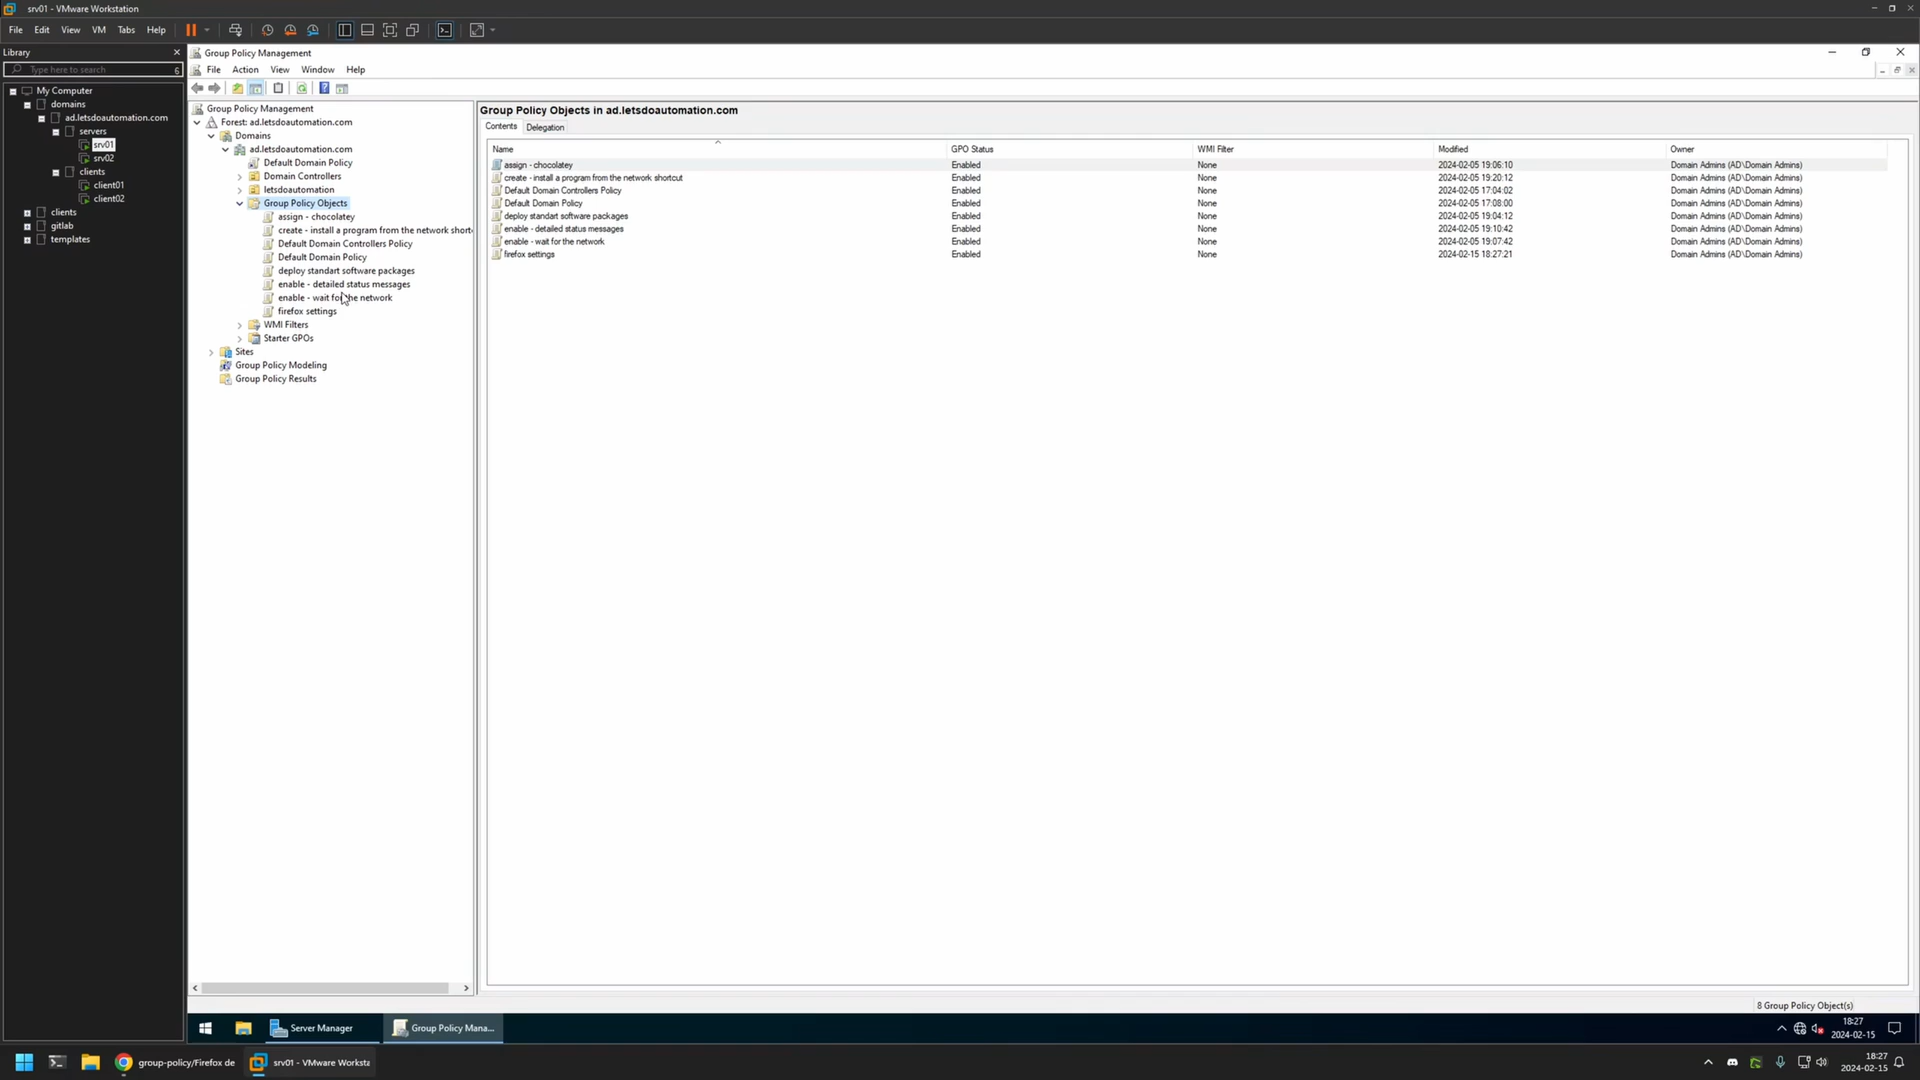 srv01 - VMware Workstation
File Edit View VM Tabs Help
Library
Type here to search
My Computer
domains
ad.letsdoautomation.com
servers
srv01
srv02
clients
client01
client02
clients
gitlab
templates
Group Policy Management
File Action View Window Help
Group Policy Management
Forest: ad.letsdoautomation.com
Domains
ad.letsdoautomation.com
Default Domain Policy
Domain Controllers
letsdoautomation
Group Policy Objects
assign - chocolatey
create - install a program from the network short
Default Domain Controllers Policy
Default Domain Policy
deploy standart software packages
enable - detailed status messages
enable - wait for the network
firefox settings
WMI Filters
Starter GPOs
Sites
Group Policy Modeling
Group Policy Results
Group Policy Objects in ad.letsdoautomation.com
Contents Delegation
Name GPO Status WMI Filter Modified Owner
assign - chocolatey Enabled None 2024-02-05 19:06:10 Domain Admins (AD\Domain Admins)
create - install a program from the network shortcut Enabled None 2024-02-05 19:20:12 Domain Admins (AD\Domain Admins)
Default Domain Controllers Policy Enabled None 2024-02-05 17:04:02 Domain Admins (AD\Domain Admins)
Default Domain Policy Enabled None 2024-02-05 17:08:00 Domain Admins (AD\Domain Admins)
deploy standart software packages Enabled None 2024-02-05 19:04:12 Domain Admins (AD\Domain Admins)
enable - detailed status messages Enabled None 2024-02-05 19:10:42 Domain Admins (AD\Domain Admins)
enable - wait for the network Enabled None 2024-02-05 19:07:42 Domain Admins (AD\Domain Admins)
firefox settings Enabled None 2024-02-15 18:27:21 Domain Admins (AD\Domain Admins)
8 Group Policy Object(s)
Server Manager
Group Policy Mana...
18:27
2024-02-15
group-policy/Firefox de
srv01 - VMware Workst
18:27
2024-02-15